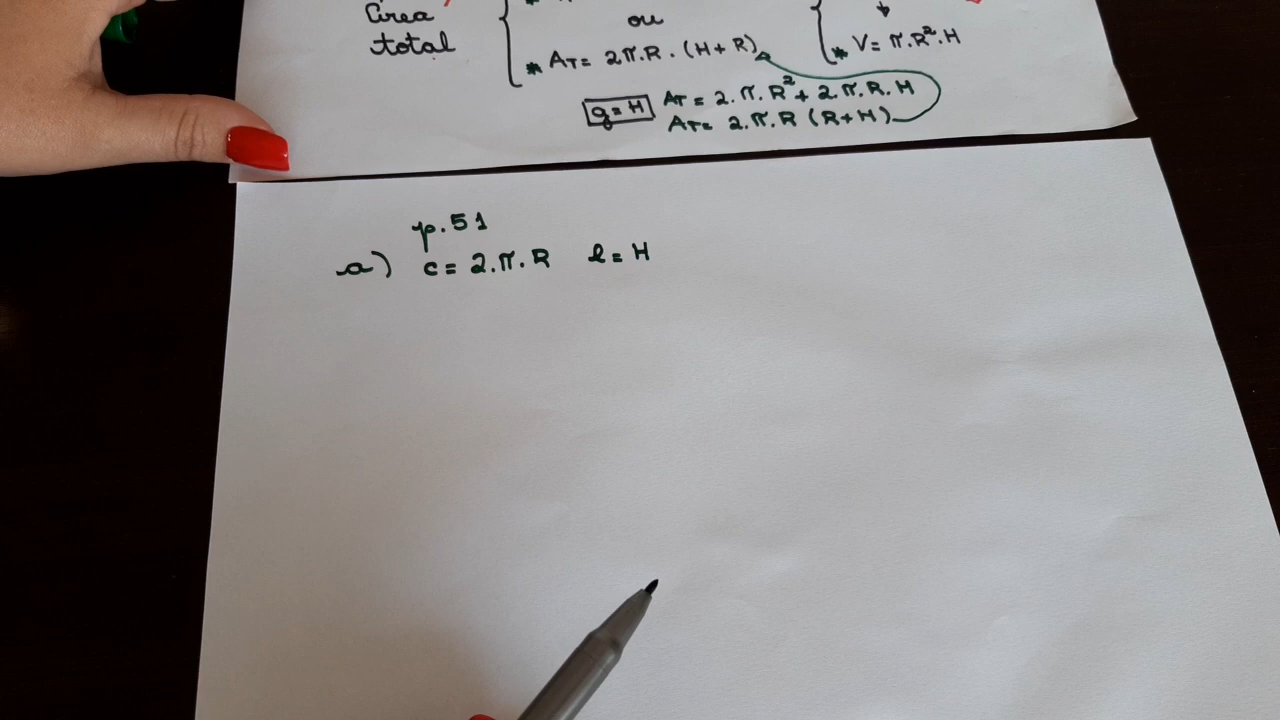 Área
total
ou
* AT= 2π.R.(H+R)
* V= π.R².H
g=H
AT= 2.π.R²+2.π.R.H
AT= 2.π.R(R+H)
p.51
a) c= 2.π.R l=H